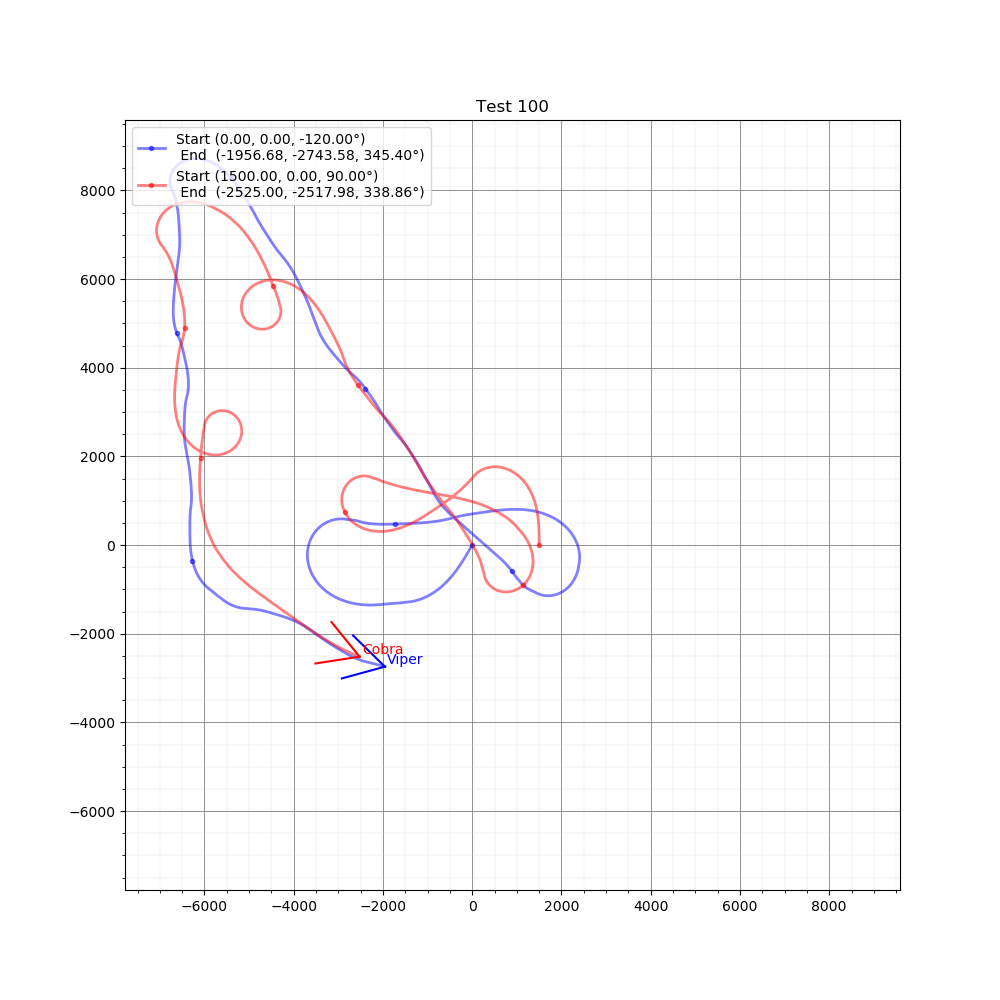 Test 100
Start (0.00, 0.00, -120.00°)
End  (-1956.68, -2743.58, 345.40°)
Start (1500.00, 0.00, 90.00°)
End  (-2525.00, -2517.98, 338.86°)
8000
6000
4000
2000
0
−2000
−4000
−6000
Cobra
Viper
−6000 −4000 −2000 0 2000 4000 6000 8000